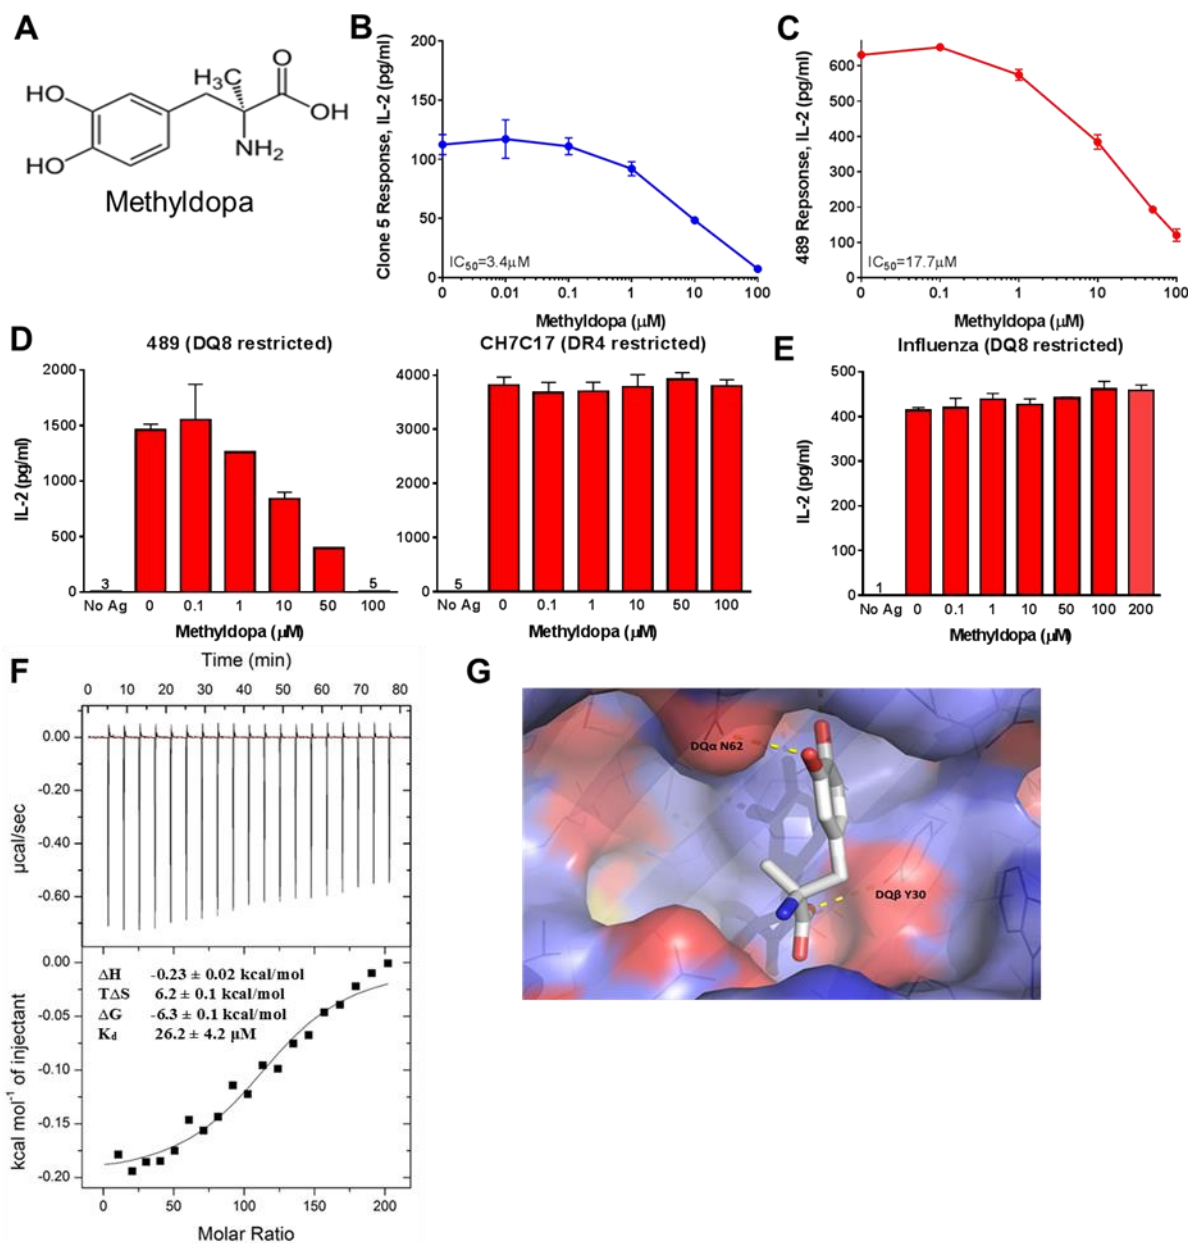 A
H₃C
O
HO
OH
HO
NH₂
Methyldopa
B
Clone 5 Response, IL-2 (pg/ml)
200
150
100
50
0
IC₅₀=3.4μM
0 0.01 0.1 1 10 100
Methyldopa (μM)
C
489 Repsonse, IL-2 (pg/ml)
600
500
400
300
200
100
0
IC₅₀=17.7μM
0 0.1 1 10 100
Methyldopa (μM)
D
489 (DQ8 restricted)
IL-2 (pg/ml)
2000
1500
1000
500
0
3
5
No Ag 0 0.1 1 10 50 100
Methyldopa (μM)
CH7C17 (DR4 restricted)
4000
3000
2000
1000
0
5
No Ag 0 0.1 1 10 50 100
Methyldopa (μM)
E
Influenza (DQ8 restricted)
IL-2 (pg/ml)
500
400
300
200
100
0
1
No Ag 0 0.1 1 10 50 100 200
Methyldopa (μM)
F
Time (min)
0 10 20 30 40 50 60 70 80
µcal/sec
0.00
-0.20
-0.40
-0.60
kcal mol⁻¹ of injectant
0.00
-0.05
-0.10
-0.15
-0.20
ΔH -0.23 ± 0.02 kcal/mol
TΔS 6.2 ± 0.1 kcal/mol
ΔG -6.3 ± 0.1 kcal/mol
K_d 26.2 ± 4.2 μM
0 50 100 150 200
Molar Ratio
G
DQα N62
DQβ Y30